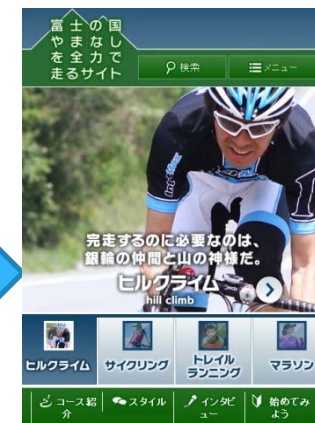 富士の国
やまなし
を全力で
走るサイト
検索
メニュー
完走するのに必要なのは、
銀輪の仲間と山の神様だ。
ヒルクライム
hill climb
ヒルクライム
サイクリング
トレイル
ランニング
マラソン
コース紹
介
スタイル
インタビ
ュー
始めてみ
よう